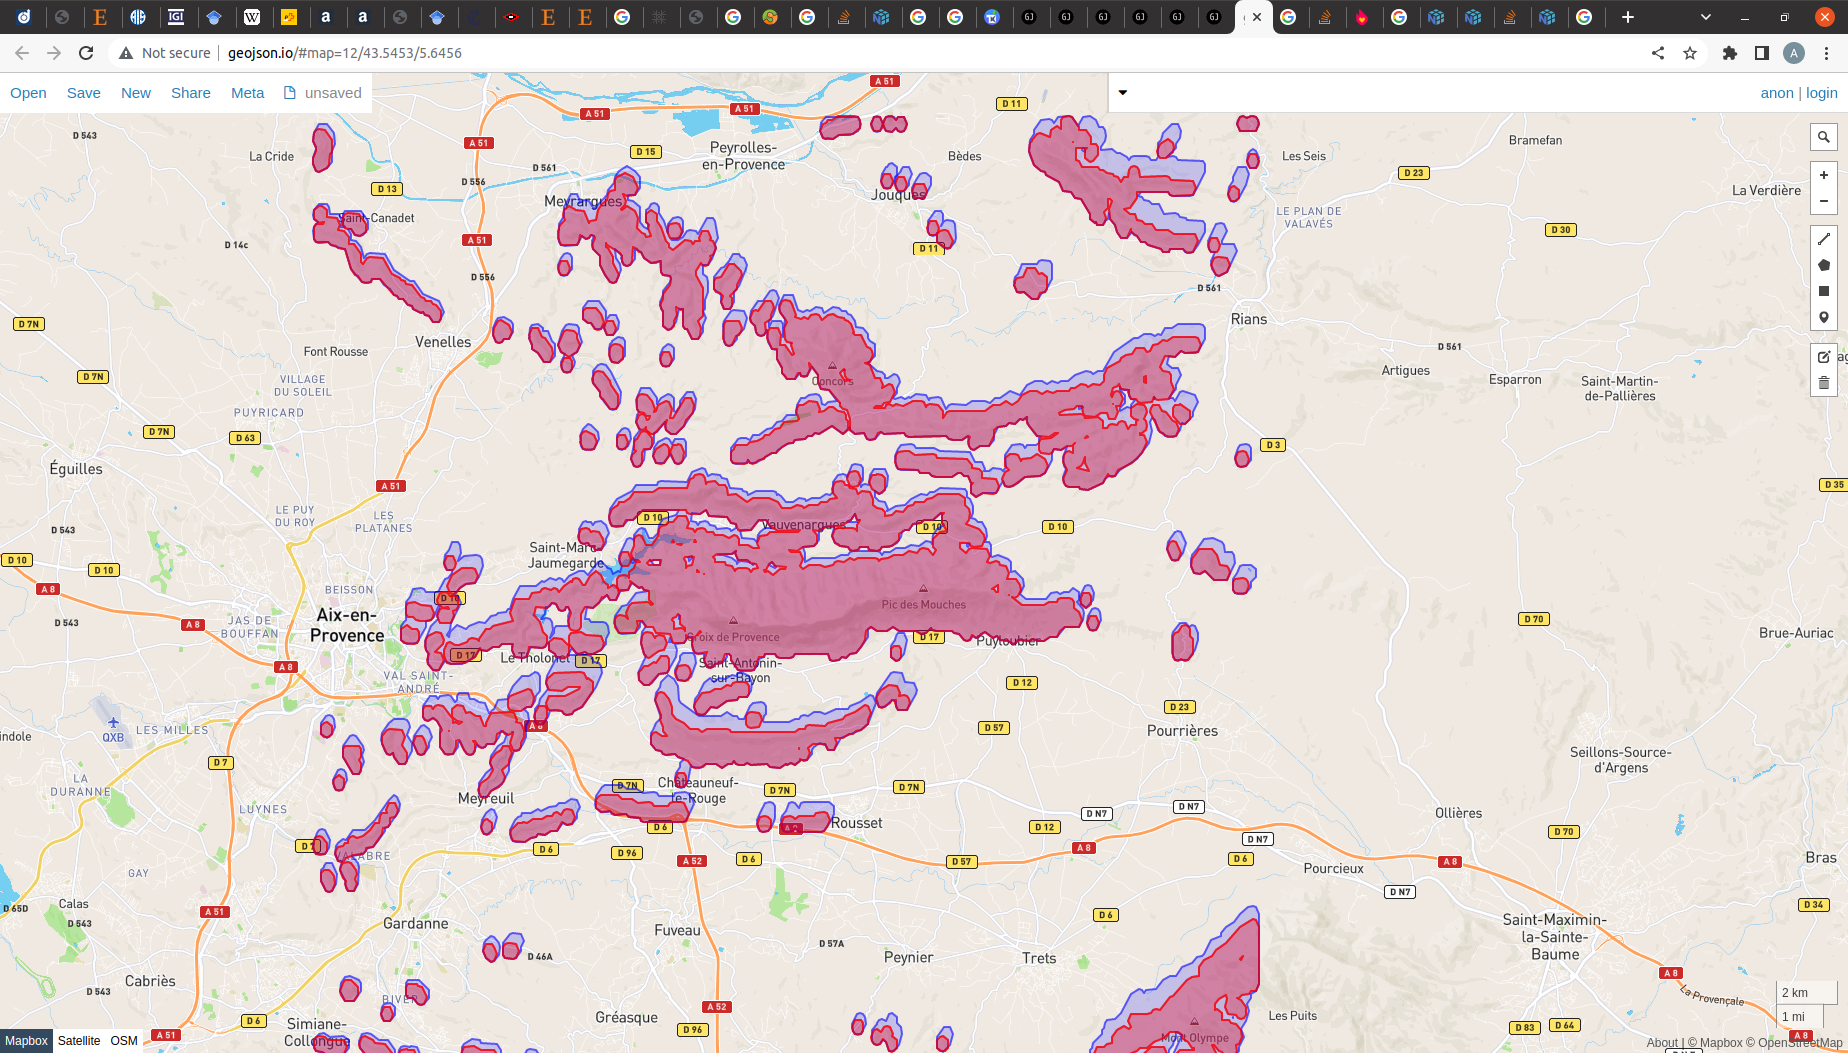 Not secure
geojson.io/#map=12/43.5453/5.6456
Open Save New Share Meta unsaved
anon | login
A 51
A 51
A 51
D 11
D 543
A 51
D 15
Peyrolles-
en-Provence
Bèdes
La Cride
D 561
Les Seis
Bramefan
D 23
D 13
D 556
Meyrargues
Jouques
La Verdière
Saint-Canadet
LE PLAN DE
VALAVÈS
D 30
D 14c
A 51
D 11
D 556
D 561
D 7N
Rians
Venelles
Font Rousse
D 561
Artigues
Esparron
Saint-Martin-
de-Pallières
D 7N
VILLAGE
DU SOLEIL
Concors
PUYRICARD
D 7N
D 63
D 3
Éguilles
A 51
D 35
LE PUY
DU ROY
LES
PLATANES
D 10
Vauvenargues
D 10
D 10
D 543
Saint-Marc-
Jaumegarde
D 10
D 10
A 8
BEISSON
D 10
Pic des Mouches
Aix-en-
Provence
D 543
A 8
JAS DE
BOUFFAN
D 70
Brue-Auriac
Croix de Provence
D 17
Puyloubier
A 8
D 17
Le Tholonet
D 17
Saint-Antonin-
sur-Bayon
VAL SAINT-
ANDRÉ
D 12
D 23
QXB
LES MILLES
A 8
D 57
Pourrières
indole
Seillons-Source-
d'Argens
D 7
LA
DURANNE
Meyreuil
D 7N
Châteauneuf-
le-Rouge
D 7N
D 7N
LUYNES
D 6
A 8
Rousset
D 12
D N7
D N7
Ollières
D 7
D 6
D 96
A 52
D 6
D 57
A 8
D N7
D 6
D 70
VALABRE
A 8
Bras
GAY
Pourcieux
D N7
D 65D
Calas
D 543
A 51
Gardanne
Fuveau
D 57A
D 6
D 34
Saint-Maximin-
la-Sainte-
Baume
D 46A
Peynier
Trets
Cabriès
D 543
BIVER
A 8
La Provençale
2 km
A 52
D 6
Simiane-
Collongue
Gréasque
D 96
Les Puits
1 mi
D 83
D 64
A 51
Mont Olympe
A 8
Mapbox Satellite OSM
About | © Mapbox © OpenStreetMap